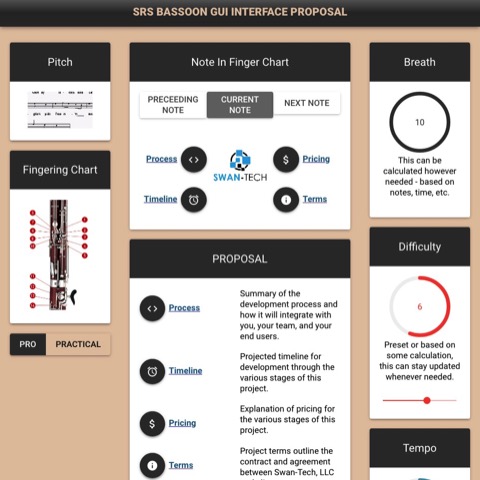 SRS BASSOON GUI INTERFACE PROPOSAL
Pitch
Fingering Chart
PRO
PRACTICAL
Note In Finger Chart
PRECEEDING
NOTE
CURRENT
NOTE
NEXT NOTE
Process
Pricing
SWAN-TECH
Timeline
Terms
PROPOSAL
Process
Summary of the
development process and
how it will integrate with
you, your team, and your
end users.
Timeline
Projected timeline for
development through the
various stages of this
project.
Pricing
Explanation of pricing for
the various stages of this
project.
Terms
Project terms outline the
contract and agreement
between Swan-Tech, LLC
Breath
10
This can be
calculated however
needed - based on
notes, time, etc.
Difficulty
6
Preset or based on
some calculation,
this can stay updated
whenever needed.
Tempo